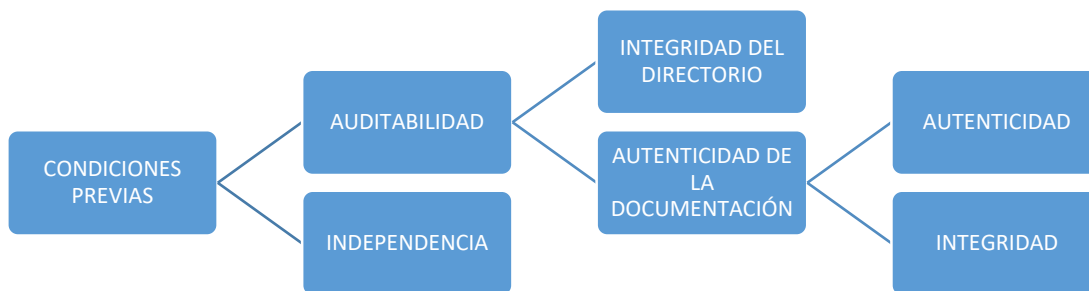 CONDICIONES
PREVIAS
AUDITABILIDAD
INDEPENDENCIA
INTEGRIDAD DEL
DIRECTORIO
AUTENTICIDAD DE
LA
DOCUMENTACIÓN
AUTENTICIDAD
INTEGRIDAD